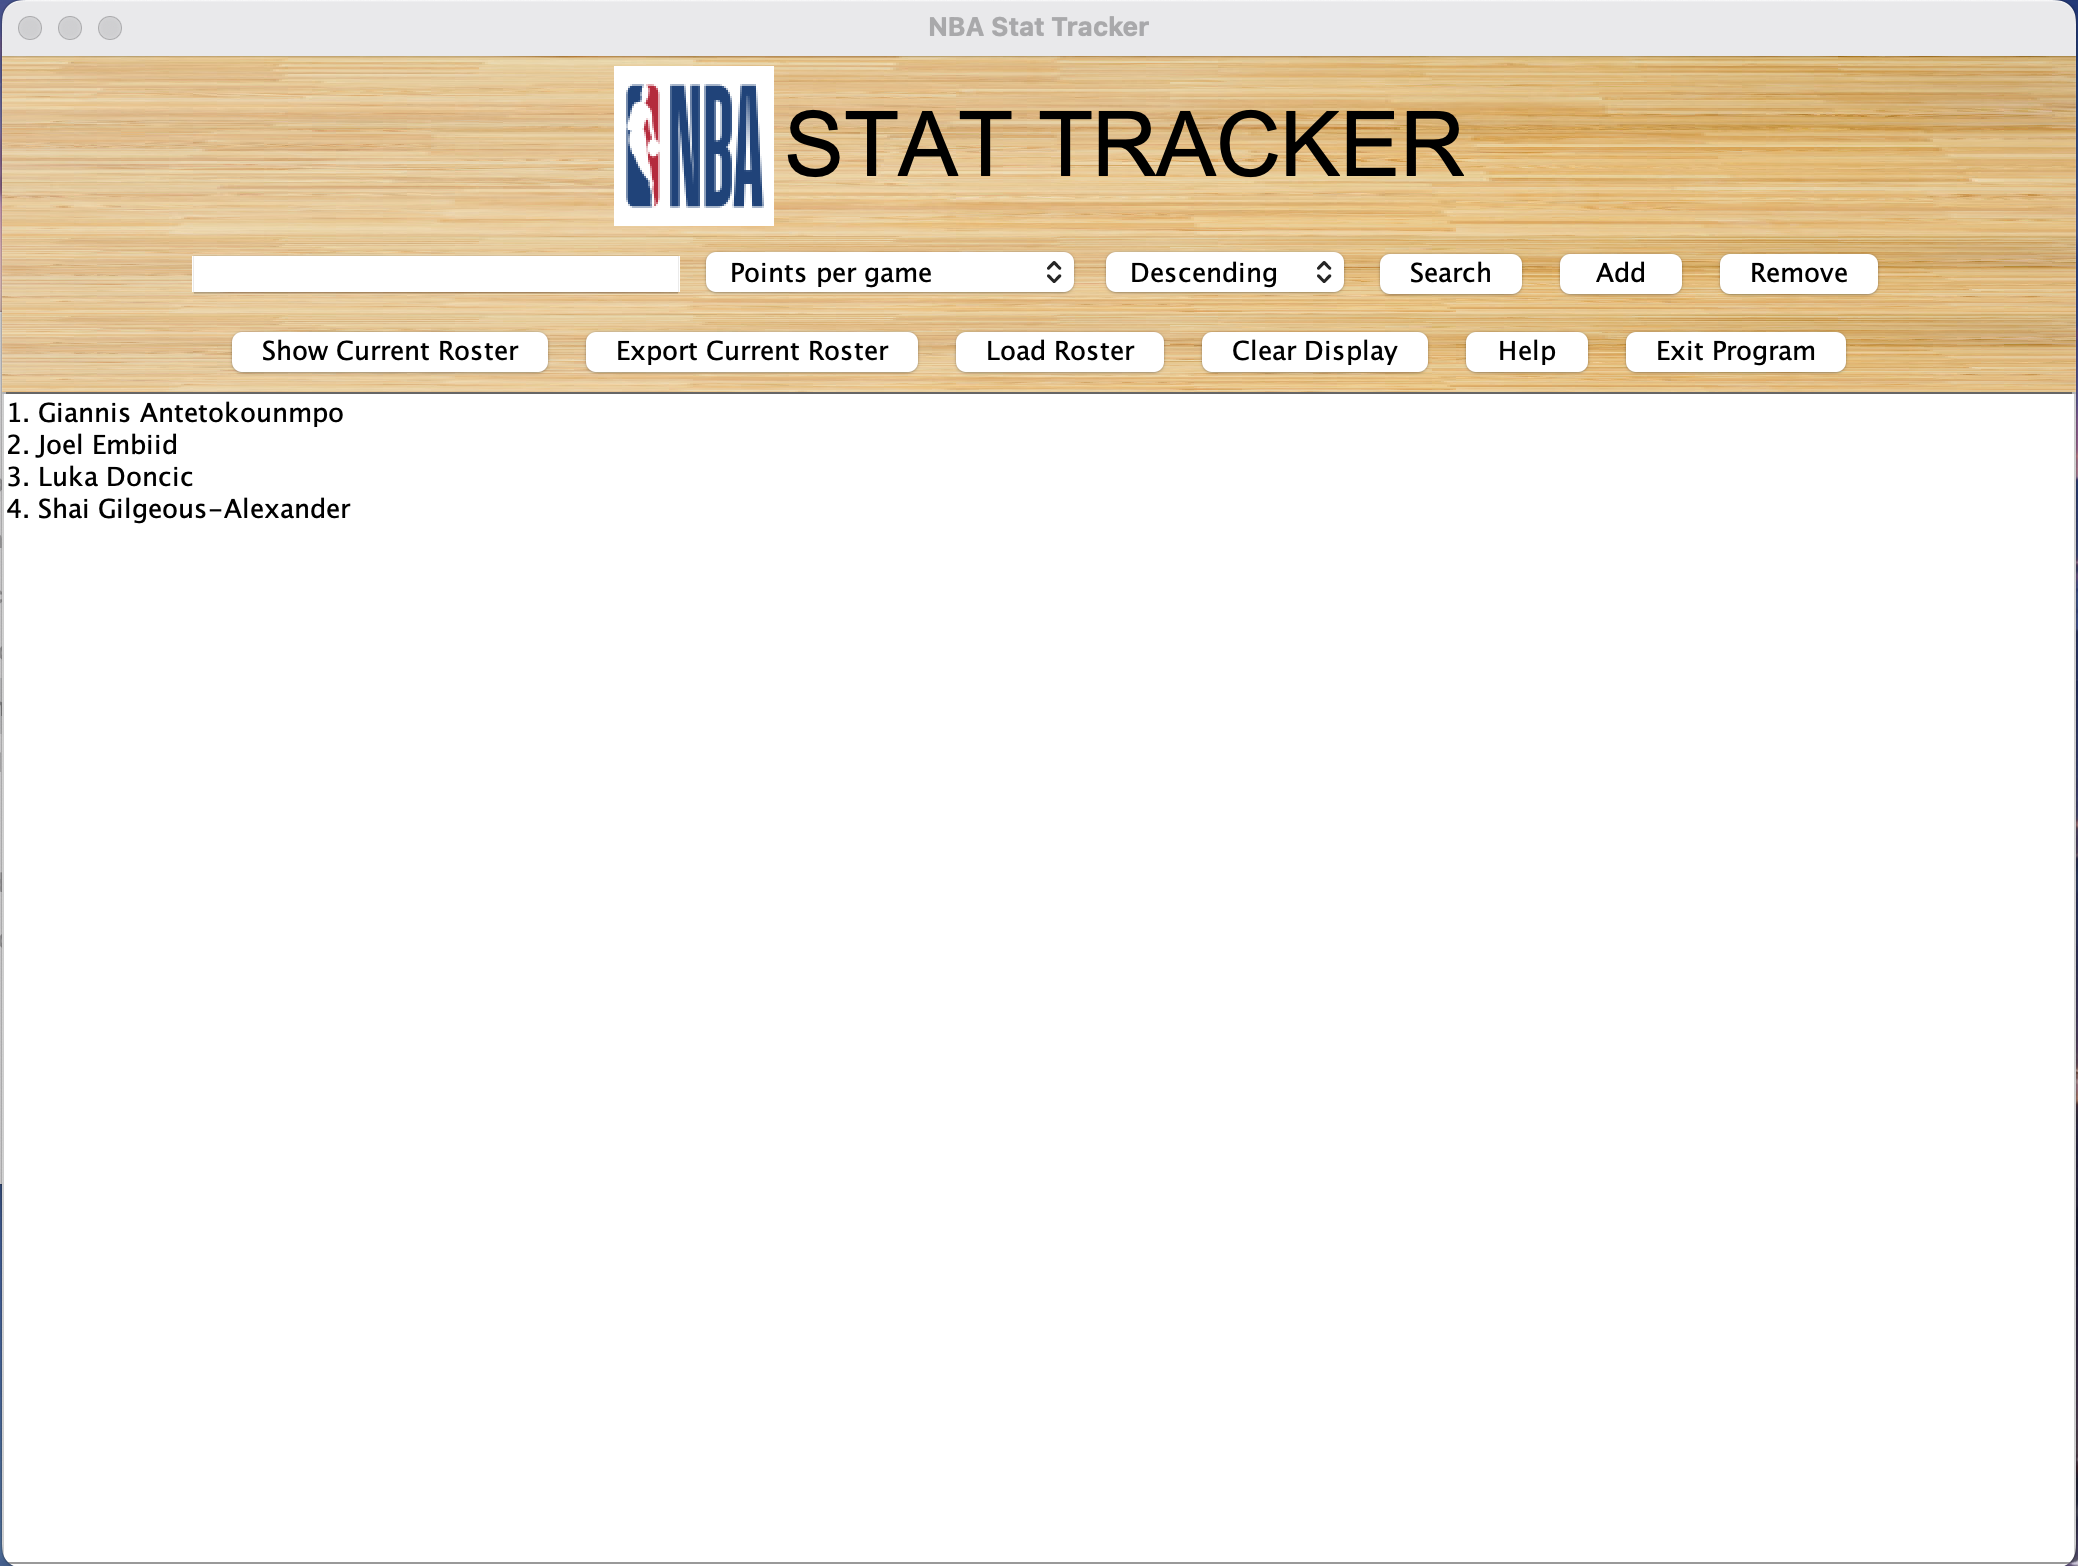 NBA Stat Tracker
NBA STAT TRACKER
Points per game Descending Search Add Remove
Show Current Roster Export Current Roster Load Roster Clear Display Help Exit Program
1. Giannis Antetokounmpo
2. Joel Embiid
3. Luka Doncic
4. Shai Gilgeous-Alexander